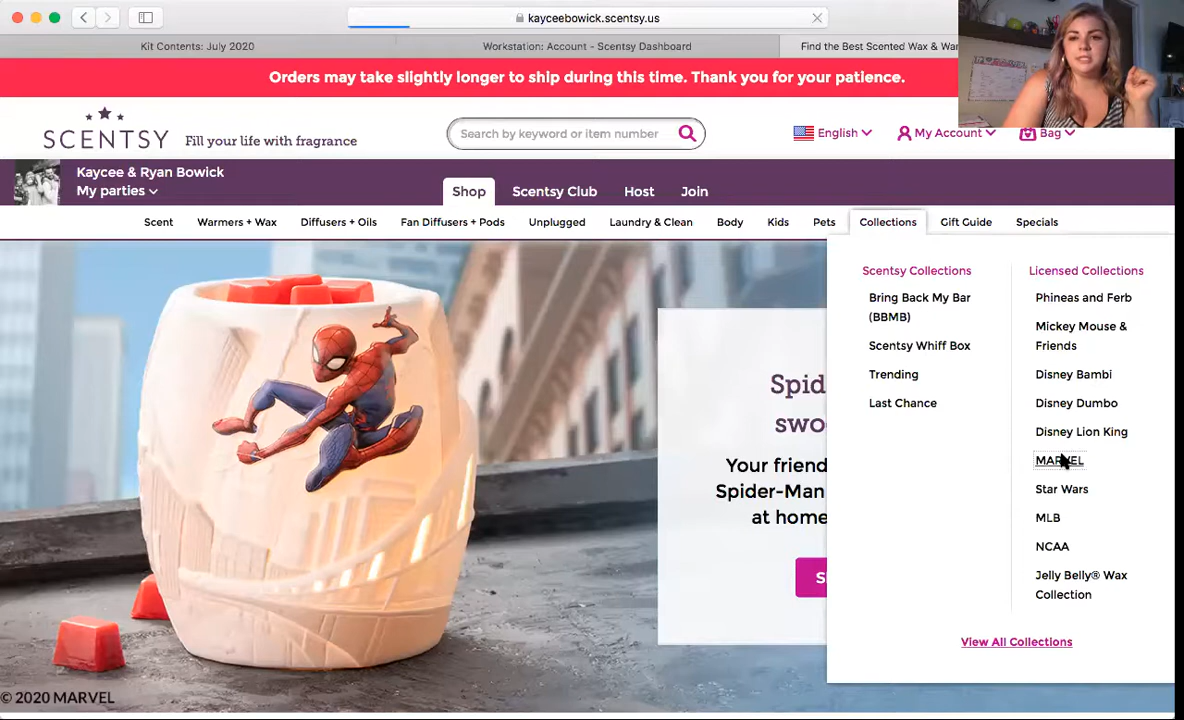 kayceebowick.scentsy.us
Kit Contents: July 2020
Workstation: Account - Scentsy Dashboard
Find the Best Scented Wax & Wa
Orders may take slightly longer to ship during this time. Thank you for your patience.
SCENTSY
Fill your life with fragrance
Search by keyword or item number
English
My Account
Bag
Kaycee & Ryan Bowick
My parties
Shop
Scentsy Club
Host
Join
Scent
Warmers + Wax
Diffusers + Oils
Fan Diffusers + Pods
Unplugged
Laundry & Clean
Body
Kids
Pets
Collections
Gift Guide
Specials
Scentsy Collections
Bring Back My Bar
(BBMB)
Scentsy Whiff Box
Trending
Last Chance
Licensed Collections
Phineas and Ferb
Mickey Mouse &
Friends
Disney Bambi
Disney Dumbo
Disney Lion King
MARVEL
Star Wars
MLB
NCAA
Jelly Belly® Wax
Collection
View All Collections
Spid
swo
Your friend
Spider-Man
at home
S
© 2020 MARVEL